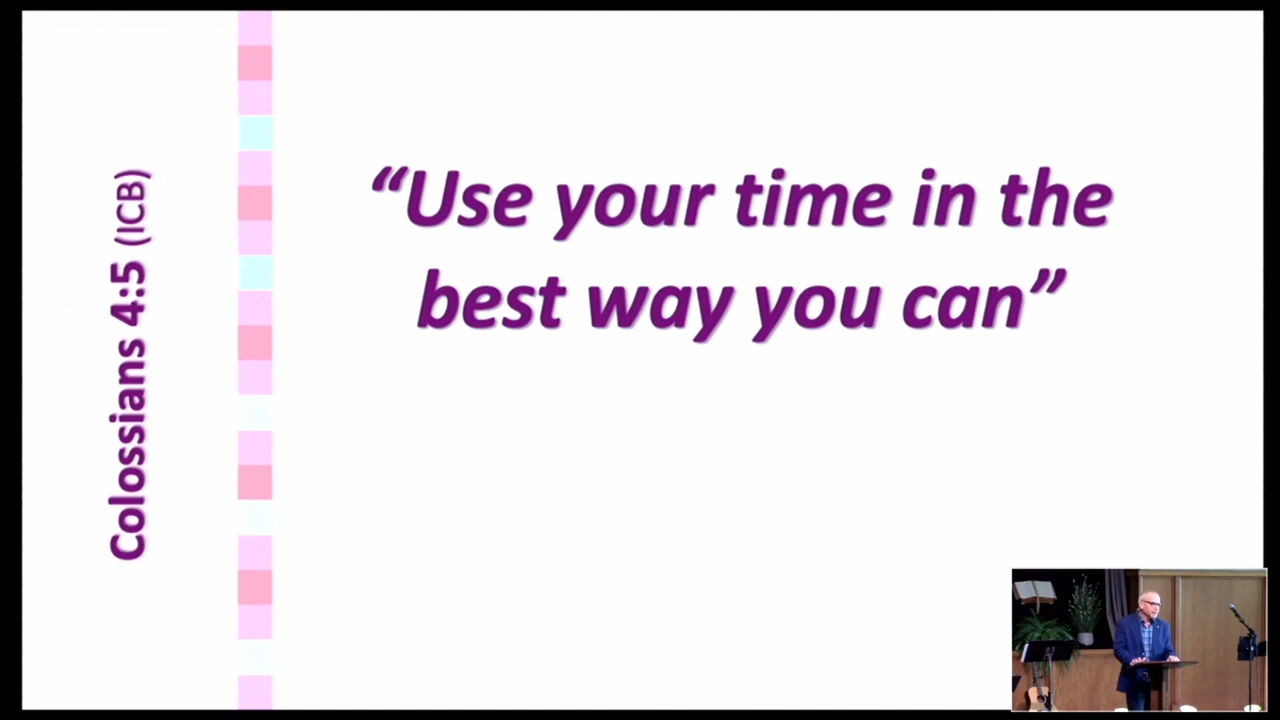 Colossians 4:5 (ICB)
“Use your time in the
best way you can”